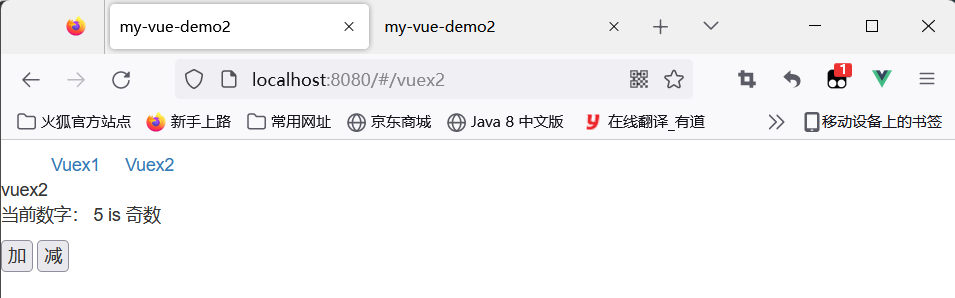 my-vue-demo2 my-vue-demo2
localhost:8080/#/vuex2 1
火狐官方站点 新手上路 常用网址 京东商城 Java 8 中文版 y 在线翻译_有道 移动设备上的书签
Vuex1 Vuex2
vuex2
当前数字： 5 is 奇数
加 减